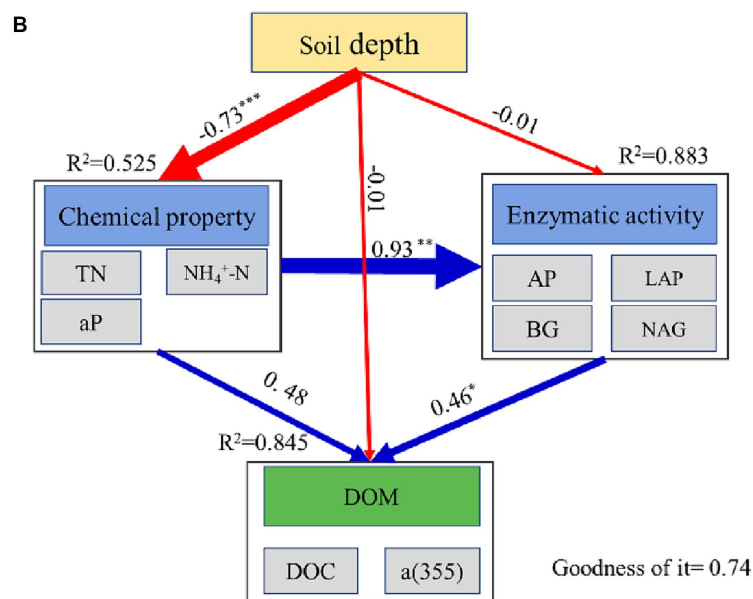 B
Soil depth
-0.73***
-0.01
-0.01
R²=0.525
R²=0.883
Chemical property
Enzymatic activity
0.93 **
TN
NH₄⁺-N
aP
AP
LAP
BG
NAG
0. 48
0.46*
R²=0.845
DOM
DOC
a(355)
Goodness of it= 0.74